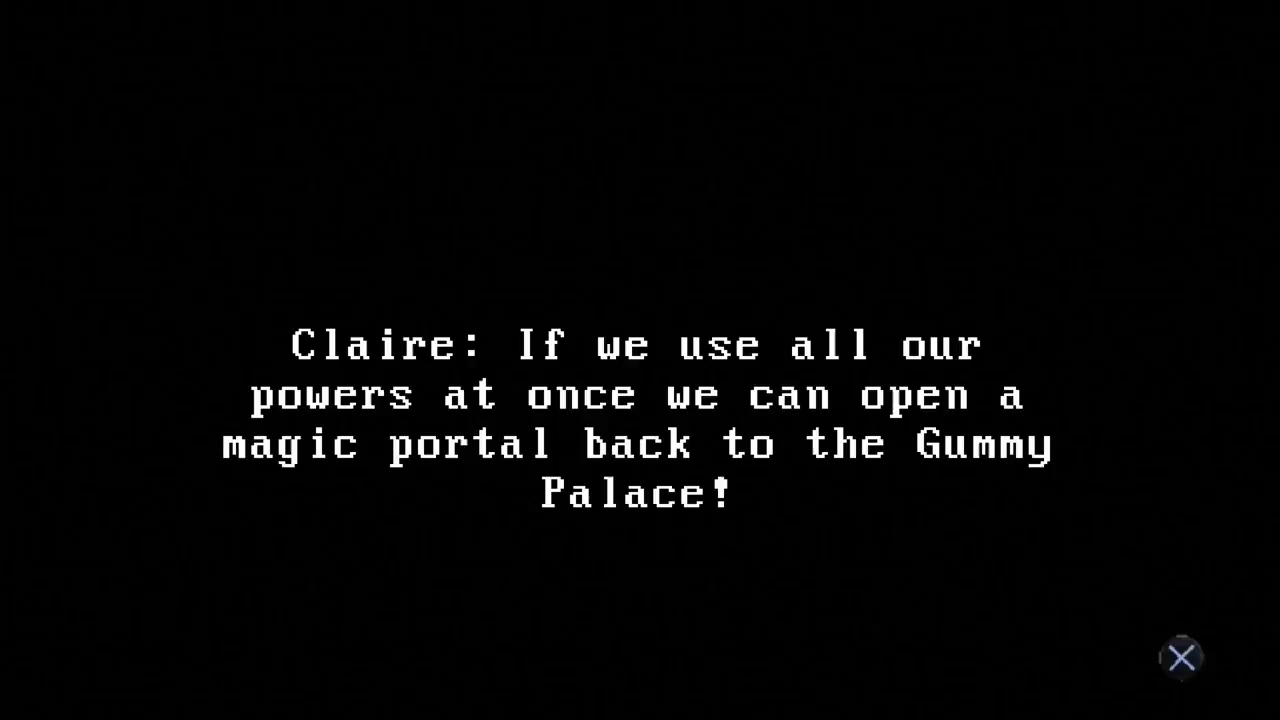 Claire: If we use all our
powers at once we can open a
magic portal back to the Gummy
Palace!